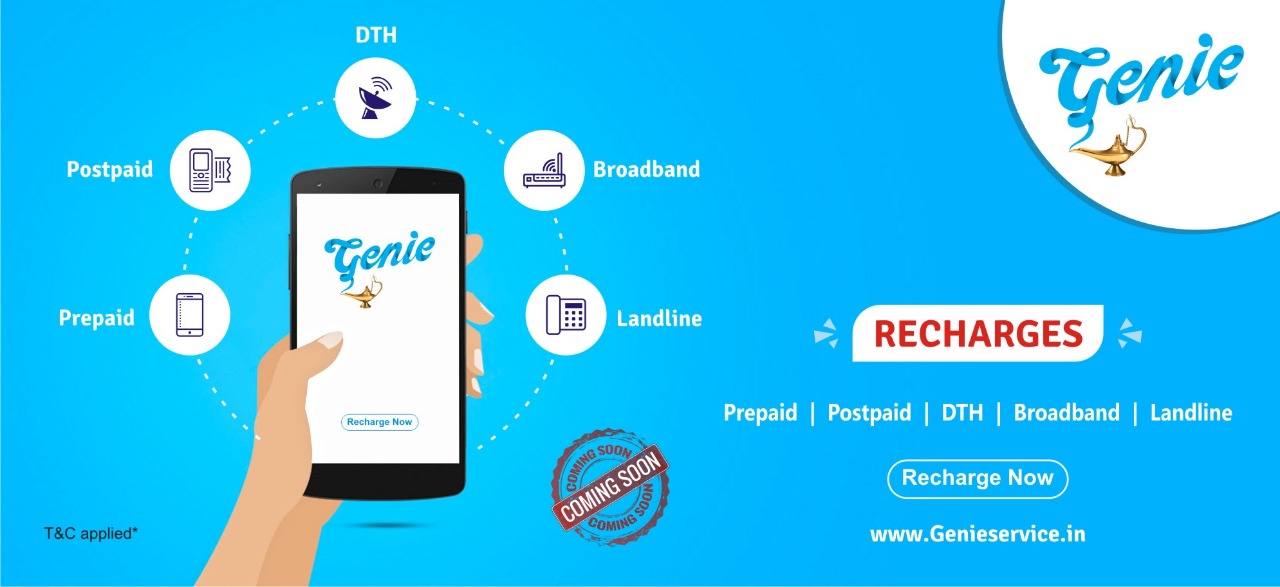 DTH
Genie
Postpaid
Broadband
Genie
Prepaid
Landline
RECHARGES
Prepaid | Postpaid | DTH | Broadband | Landline
Recharge Now
COMING SOON
COMING SOON
COMING SOON
Recharge Now
T&C applied*
www.Genieservice.in